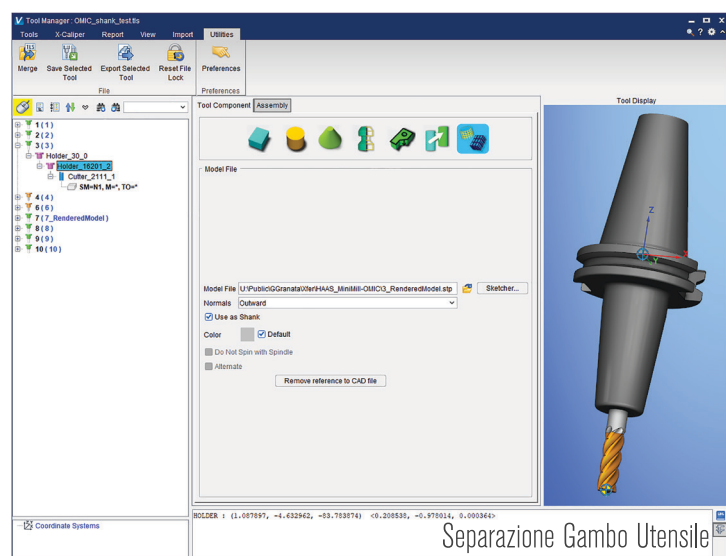 Tool Manager : OMIC_shank_test.tls
Tools X-Caliper Report View Import Utilities
Merge Save Selected Tool Export Selected Tool Reset File Lock Preferences
File Preferences
1 ( 1 )
2 ( 2 )
3 ( 3 )
Holder_30_0
Holder_16201_2
Cutter_2111_1
SM=N1, M=*, TO=*
4 ( 4 )
6 ( 6 )
7 ( 7_RenderedModel )
8 ( 8 )
9 ( 9 )
10 ( 10 )
Coordinate Systems
Tool Component Assembly
Model File
Model File U:\Public\GGranata\Xfer\HAAS_MiniMill-OMIC\3_RenderedModel.stp Sketcher...
Normals Outward
Use as Shank
Color Default
Do Not Spin with Spindle
Alternate
Remove reference to CAD file
Tool Display
Z
X
Y
HOLDER : (1.087897, -4.632962, -83.783874) <0.208538, -0.978014, 0.000364>
Separazione Gambo Utensile